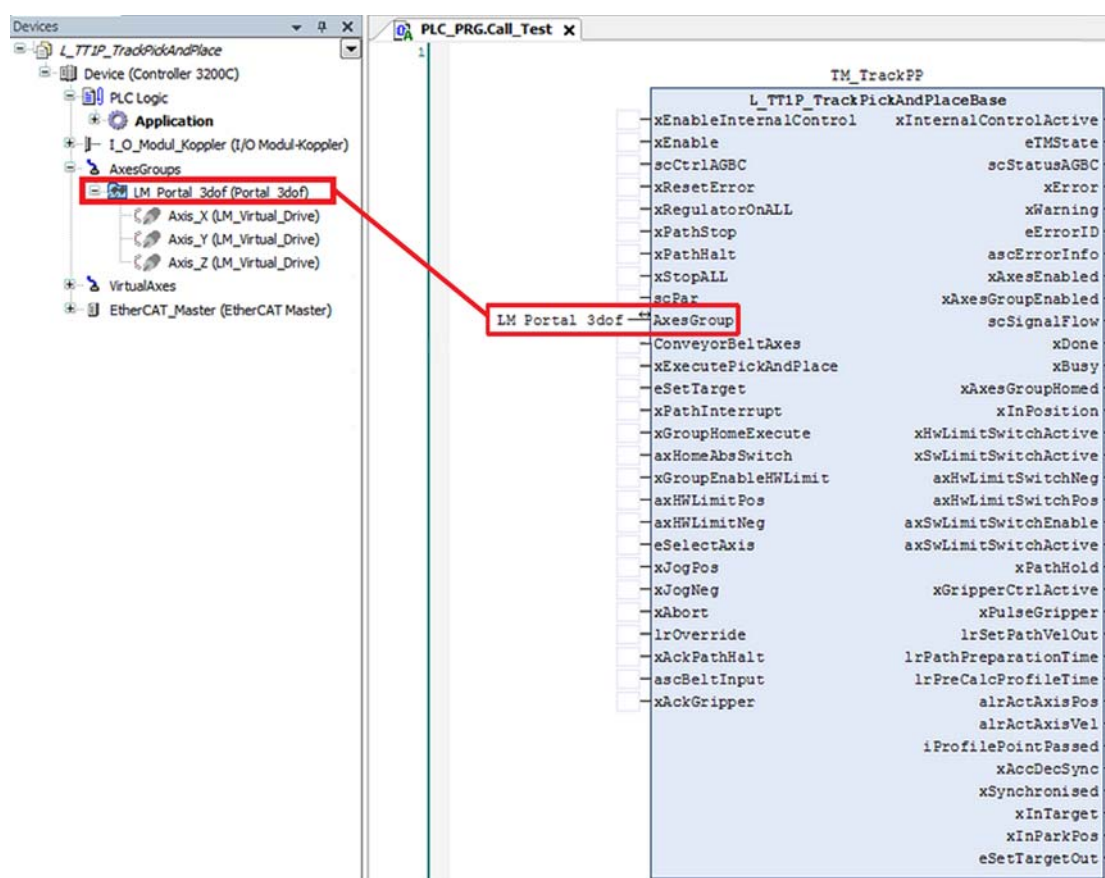 Devices
L_TT1P_TrackPickAndPlace
Device (Controller 3200C)
PLC Logic
Application
I_O_Modul_Koppler (I/O Modul-Koppler)
AxesGroups
LM_Portal_3dof (Portal_3dof)
Axis_X (LM_Virtual_Drive)
Axis_Y (LM_Virtual_Drive)
Axis_Z (LM_Virtual_Drive)
VirtualAxes
EtherCAT_Master (EtherCAT Master)
PLC_PRG.Call_Test X
1
TM_TrackPP
L_TT1P_TrackPickAndPlaceBase
xEnableInternalControl xInternalControlActive
xEnable eTMState
scCtrlAGBC scStatusAGBC
xResetError xError
xRegulatorOnALL xWarning
xPathStop eErrorID
xPathHalt ascErrorInfo
xStopALL xAxesEnabled
scPar xAxesGroupEnabled
LM Portal 3dof AxesGroup scSignalFlow
ConveyorBeltAxes xDone
xExecutePickAndPlace xBusy
eSetTarget xAxesGroupHomed
xPathInterrupt xInPosition
xGroupHomeExecute xHwLimitSwitchActive
axHomeAbsSwitch xSwLimitSwitchActive
xGroupEnableHWLimit axHwLimitSwitchNeg
axHWLimitPos axHwLimitSwitchPos
axHWLimitNeg axSwLimitSwitchEnable
eSelectAxis axSwLimitSwitchActive
xJogPos xPathHold
xJogNeg xGripperCtrlActive
xAbort xPulseGripper
lrOverride lrSetPathVelOut
xAckPathHalt lrPathPreparationTime
ascBeltInput lrPreCalcProfileTime
xAckGripper alrActAxisPos
alrActAxisVel
iProfilePointPassed
xAccDecSync
xSynchronised
xInTarget
xInParkPos
eSetTargetOut